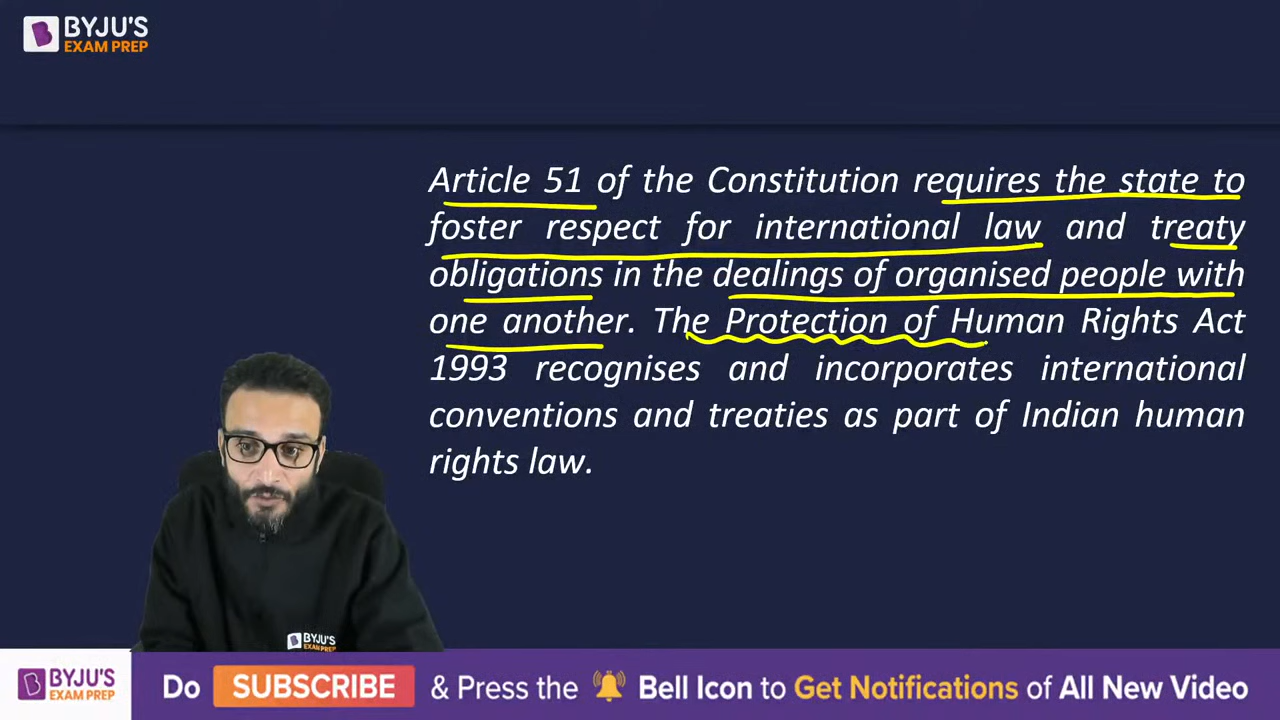 BYJU'S
EXAM PREP
Article 51 of the Constitution requires the state to
foster respect for international law and treaty
obligations in the dealings of organised people with
one another. The Protection of Human Rights Act
1993 recognises and incorporates international
conventions and treaties as part of Indian human
rights law.
BYJU'S
EXAM PREP
BYJU'S
EXAM PREP
Do SUBSCRIBE & Press the Bell Icon to Get Notifications of All New Video